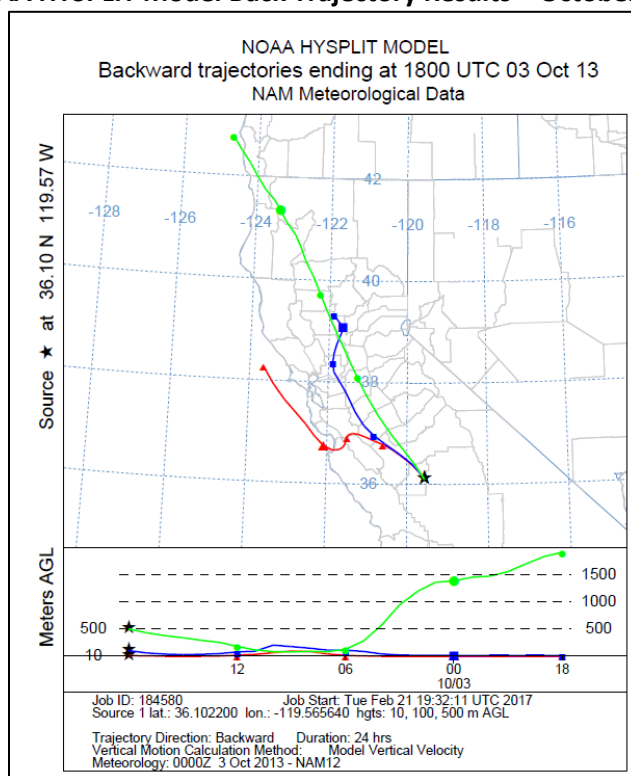 NOAA HYSPLIT MODEL
Backward trajectories ending at 1800 UTC 03 Oct 13
NAM Meteorological Data
Source ★ at 36.10 N 119.57 W
-128 -126 -124 -122 -120 -118 -116
42
40
38
36
Meters AGL
500
10
1500
1000
500
12 06 00 18
10/03
Job ID: 184580 Job Start: Tue Feb 21 19:32:11 UTC 2017
Source 1 lat.: 36.102200 lon.: -119.565640 hgts: 10, 100, 500 m AGL
Trajectory Direction: Backward Duration: 24 hrs
Vertical Motion Calculation Method: Model Vertical Velocity
Meteorology: 0000Z 3 Oct 2013 - NAM12